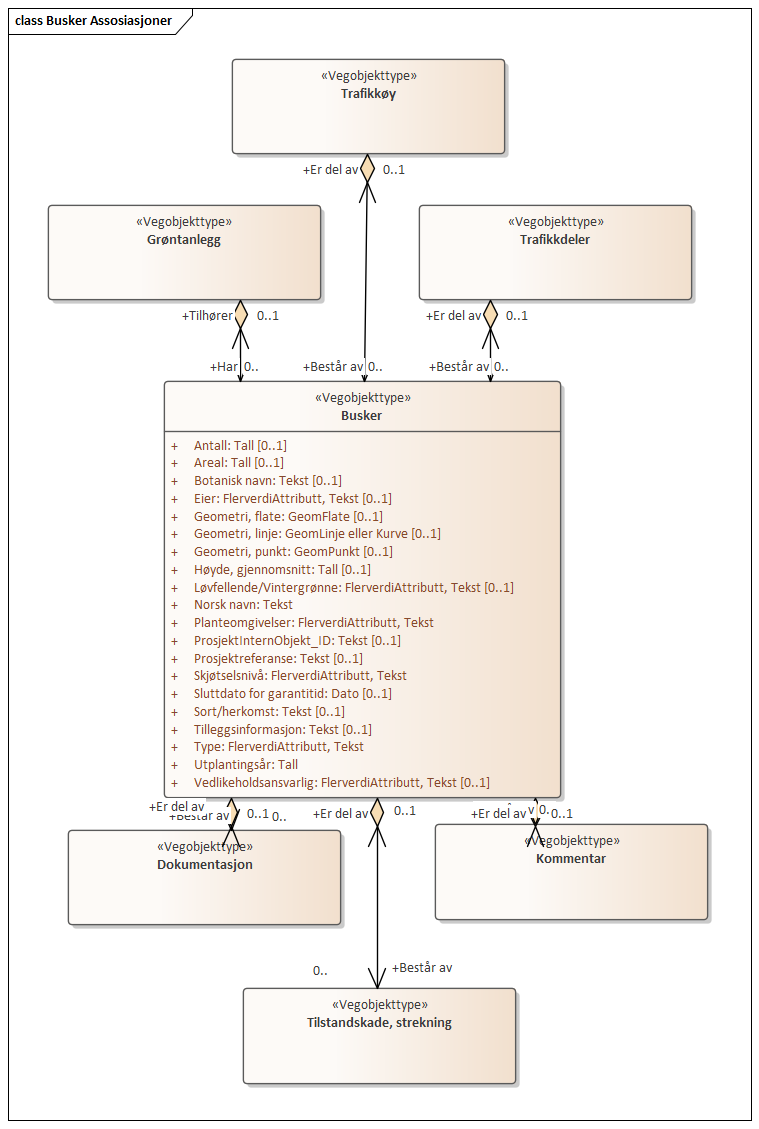 class Busker Assosiasjoner
«Vegobjekttype»
Trafikkøy
+Er del av 0..1
«Vegobjekttype»
Grøntanlegg
«Vegobjekttype»
Trafikkdeler
+Tilhører 0..1
+Er del av 0..1
+Har 0..
+Består av 0..
+Består av 0..
«Vegobjekttype»
Busker
+ Antall: Tall [0..1]
+ Areal: Tall [0..1]
+ Botanisk navn: Tekst [0..1]
+ Eier: FlerverdiAttributt, Tekst [0..1]
+ Geometri, flate: GeomFlate [0..1]
+ Geometri, linje: GeomLinje eller Kurve [0..1]
+ Geometri, punkt: GeomPunkt [0..1]
+ Høyde, gjennomsnitt: Tall [0..1]
+ Løvfellende/Vintergrønne: FlerverdiAttributt, Tekst [0..1]
+ Norsk navn: Tekst
+ Planteomgivelser: FlerverdiAttributt, Tekst
+ ProsjektInternObjekt_ID: Tekst [0..1]
+ Prosjektreferanse: Tekst [0..1]
+ Skjøtselsnivå: FlerverdiAttributt, Tekst
+ Sluttdato for garantitid: Dato [0..1]
+ Sort/herkomst: Tekst [0..1]
+ Tilleggsinformasjon: Tekst [0..1]
+ Type: FlerverdiAttributt, Tekst
+ Utplantingsår: Tall
+ Vedlikeholdsansvarlig: FlerverdiAttributt, Tekst [0..1]
+Er del av 0..1
+Består av 0..
+Er del av 0..1
+Er del av 0..1
0..
«Vegobjekttype»
Dokumentasjon
«Vegobjekttype»
Kommentar
0.. +Består av
«Vegobjekttype»
Tilstandskade, strekning